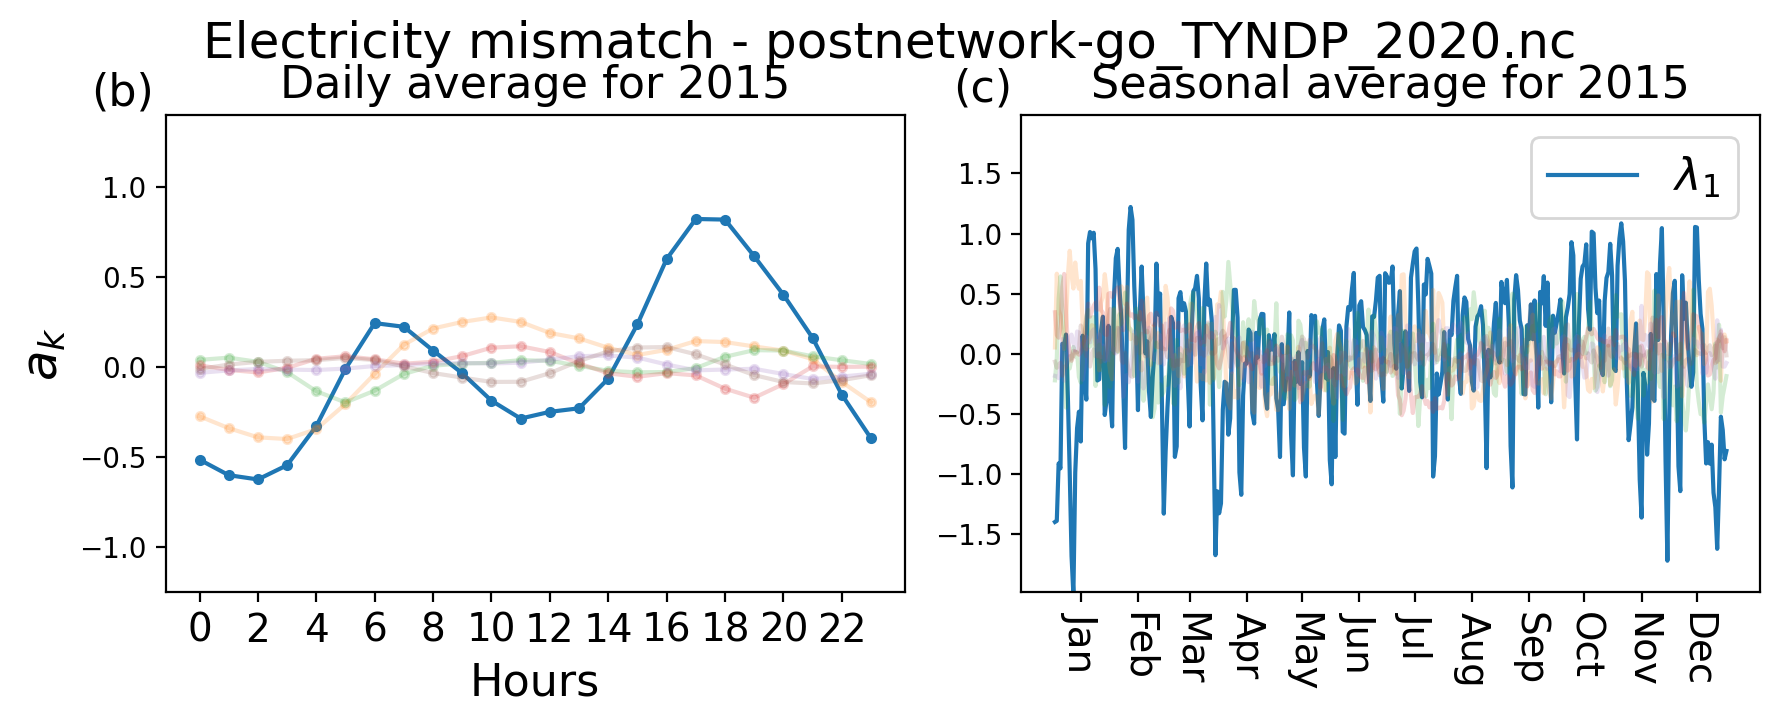 Electricity mismatch - postnetwork-go_TYNDP_2020.nc
(b) Daily average for 2015
1.0
0.5
0.0
−0.5
−1.0
a_k
0 2 4 6 8 10 12 14 16 18 20 22
Hours
(c) Seasonal average for 2015
λ₁
1.5
1.0
0.5
0.0
−0.5
−1.0
−1.5
Jan Feb Mar Apr May Jun Jul Aug Sep Oct Nov Dec